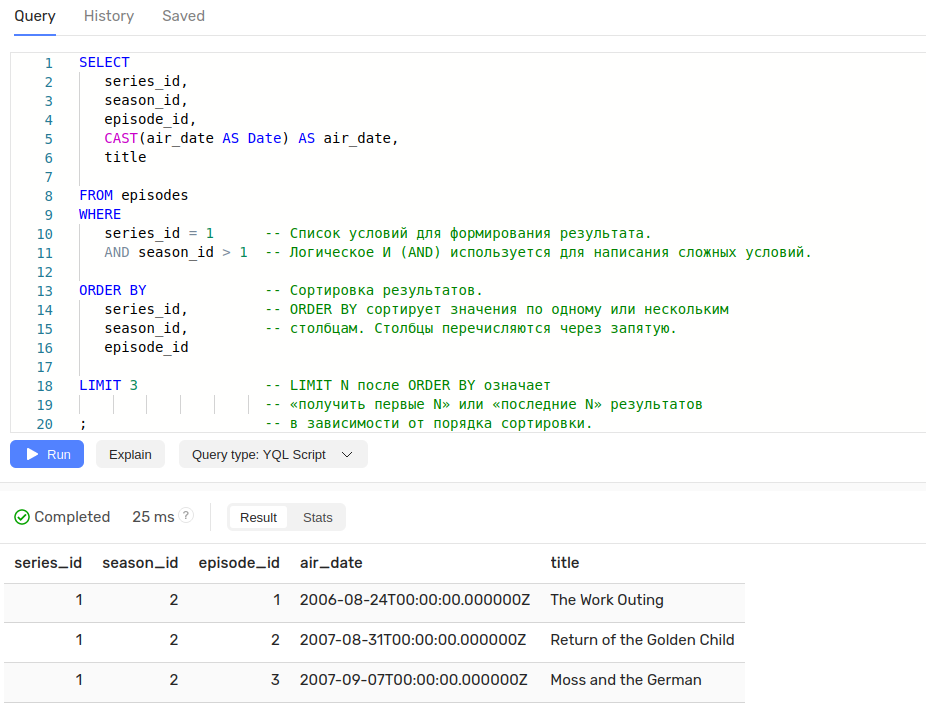 Query History Saved
1 SELECT
2 series_id,
3 season_id,
4 episode_id,
5 CAST(air_date AS Date) AS air_date,
6 title
7
8 FROM episodes
9 WHERE
10 series_id = 1 -- Список условий для формирования результата.
11 AND season_id > 1 -- Логическое И (AND) используется для написания сложных условий.
12
13 ORDER BY -- Сортировка результатов.
14 series_id, -- ORDER BY сортирует значения по одному или нескольким
15 season_id, -- столбцам. Столбцы перечисляются через запятую.
16 episode_id
17
18 LIMIT 3 -- LIMIT N после ORDER BY означает
19 -- «получить первые N» или «последние N» результатов
20 ; -- в зависимости от порядка сортировки.
Run Explain Query type: YQL Script
Completed 25 ms ? Result Stats
series_id season_id episode_id air_date title
1 2 1 2006-08-24T00:00:00.000000Z The Work Outing
1 2 2 2007-08-31T00:00:00.000000Z Return of the Golden Child
1 2 3 2007-09-07T00:00:00.000000Z Moss and the German